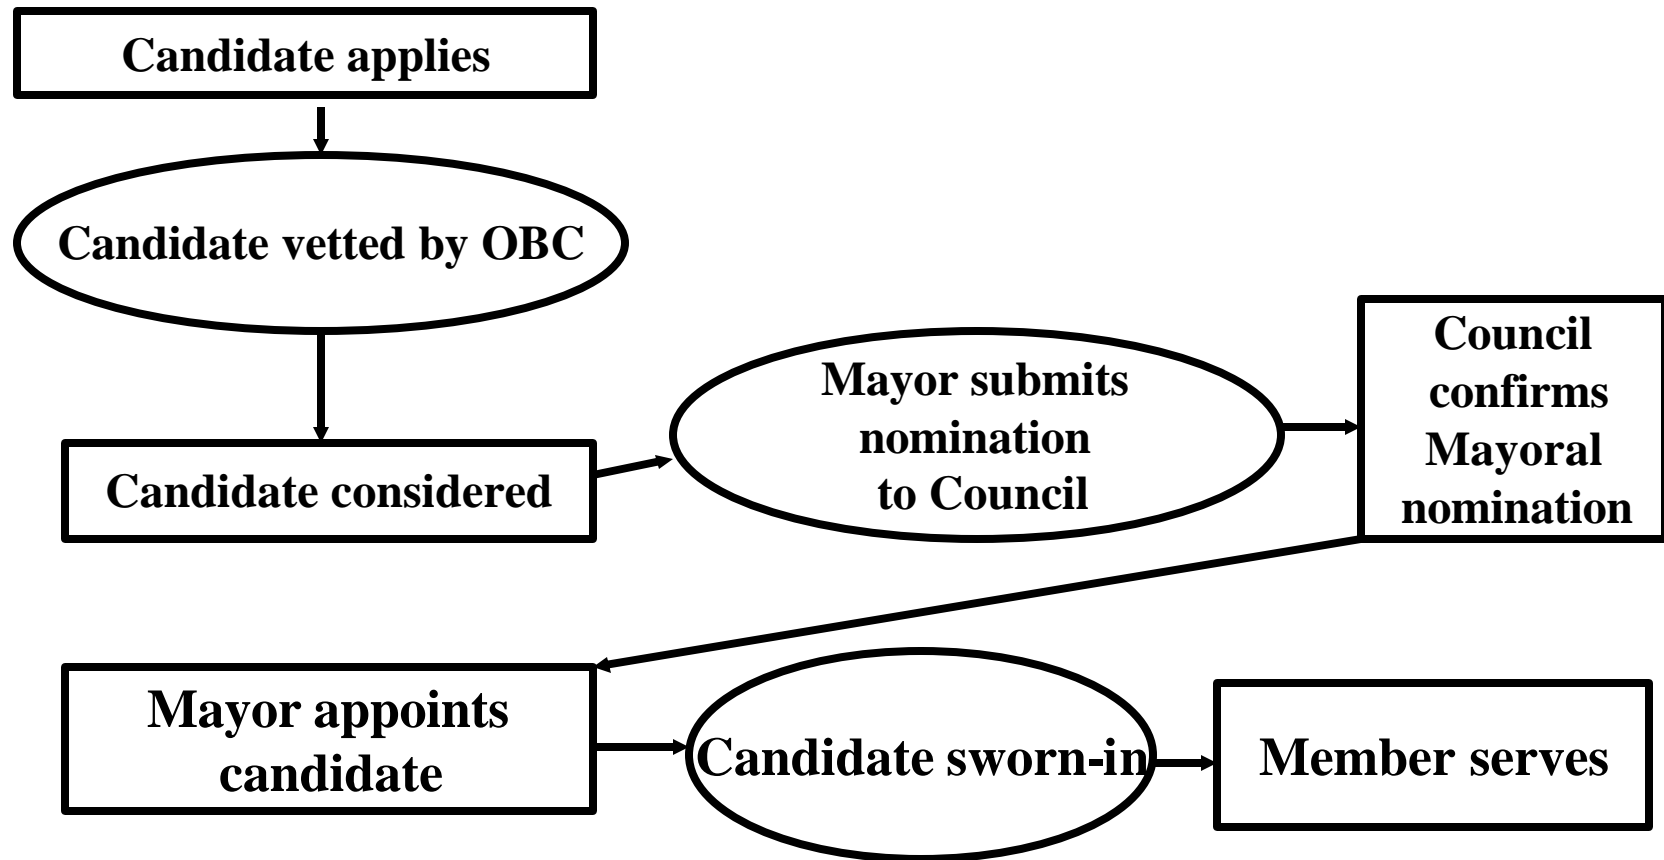 Candidate applies
Candidate vetted by OBC
Candidate considered
Mayor submits
nomination
to Council
Council
confirms
Mayoral
nomination
Mayor appoints
candidate
Candidate sworn-in
Member serves